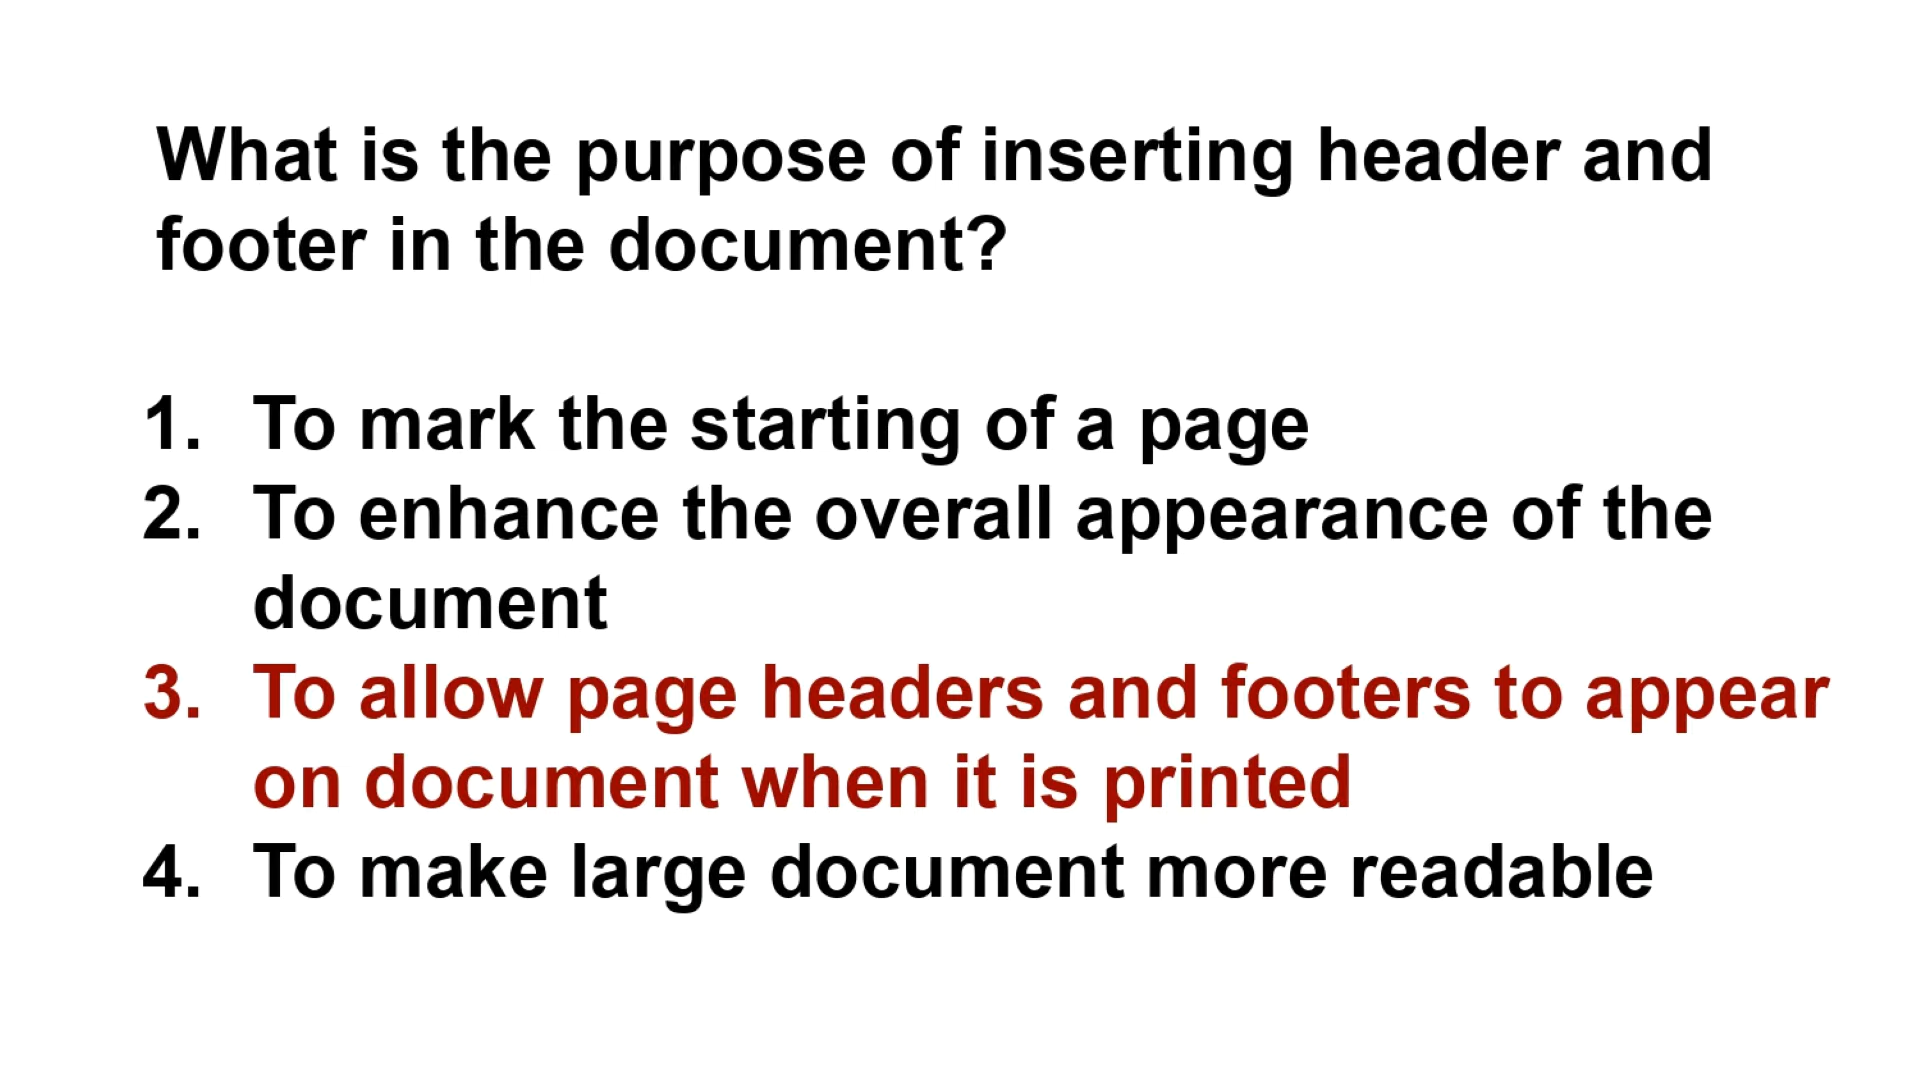 What is the purpose of inserting header and
footer in the document?
1. To mark the starting of a page
2. To enhance the overall appearance of the
document
3. To allow page headers and footers to appear
on document when it is printed
4. To make large document more readable